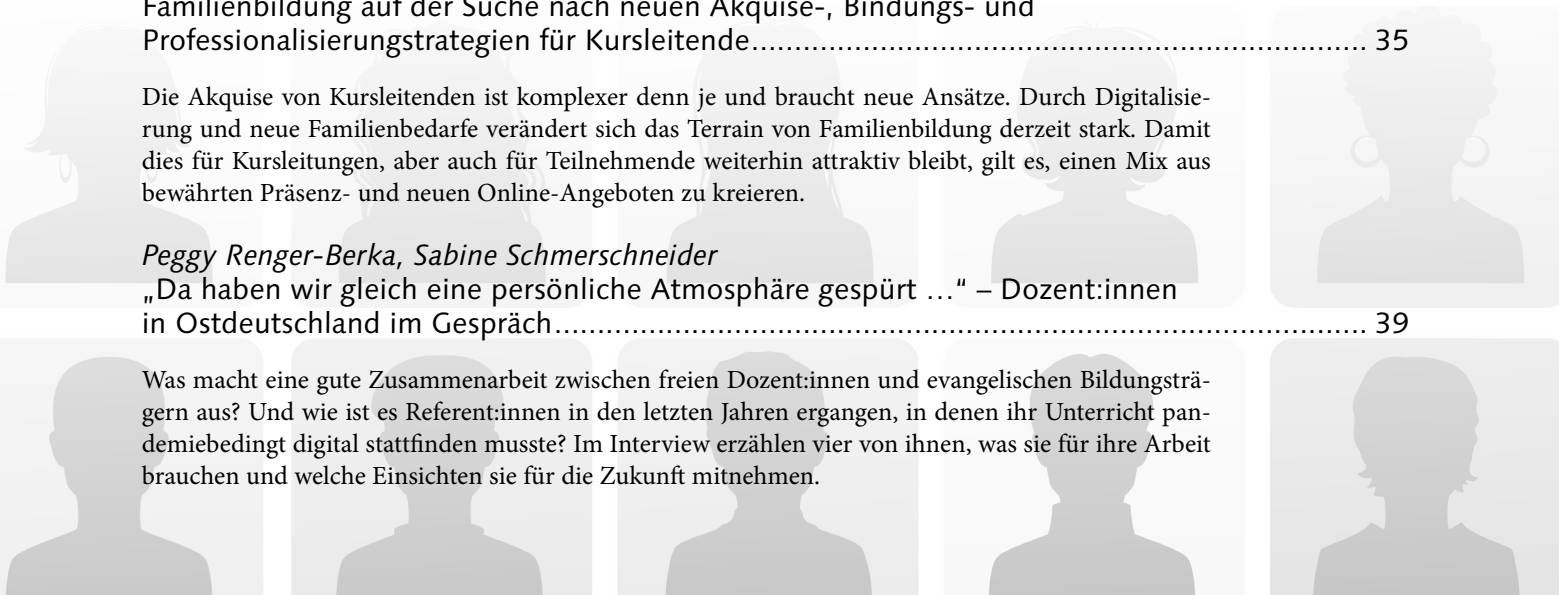 Familienbildung auf der Suche nach neuen Akquise-, Bindungs- und
Professionalisierungstrategien für Kursleitende........................................................................ 35
Die Akquise von Kursleitenden ist komplexer denn je und braucht neue Ansätze. Durch Digitalisie-
rung und neue Familienbedarfe verändert sich das Terrain von Familienbildung derzeit stark. Damit
dies für Kursleitungen, aber auch für Teilnehmende weiterhin attraktiv bleibt, gilt es, einen Mix aus
bewährten Präsenz- und neuen Online-Angeboten zu kreieren.
Peggy Renger-Berka, Sabine Schmerschneider
„Da haben wir gleich eine persönliche Atmosphäre gespürt …“ – Dozent:innen
in Ostdeutschland im Gespräch............................................................................................... 39
Was macht eine gute Zusammenarbeit zwischen freien Dozent:innen und evangelischen Bildungsträ-
gern aus? Und wie ist es Referent:innen in den letzten Jahren ergangen, in denen ihr Unterricht pan-
demiebedingt digital stattfinden musste? Im Interview erzählen vier von ihnen, was sie für ihre Arbeit
brauchen und welche Einsichten sie für die Zukunft mitnehmen.